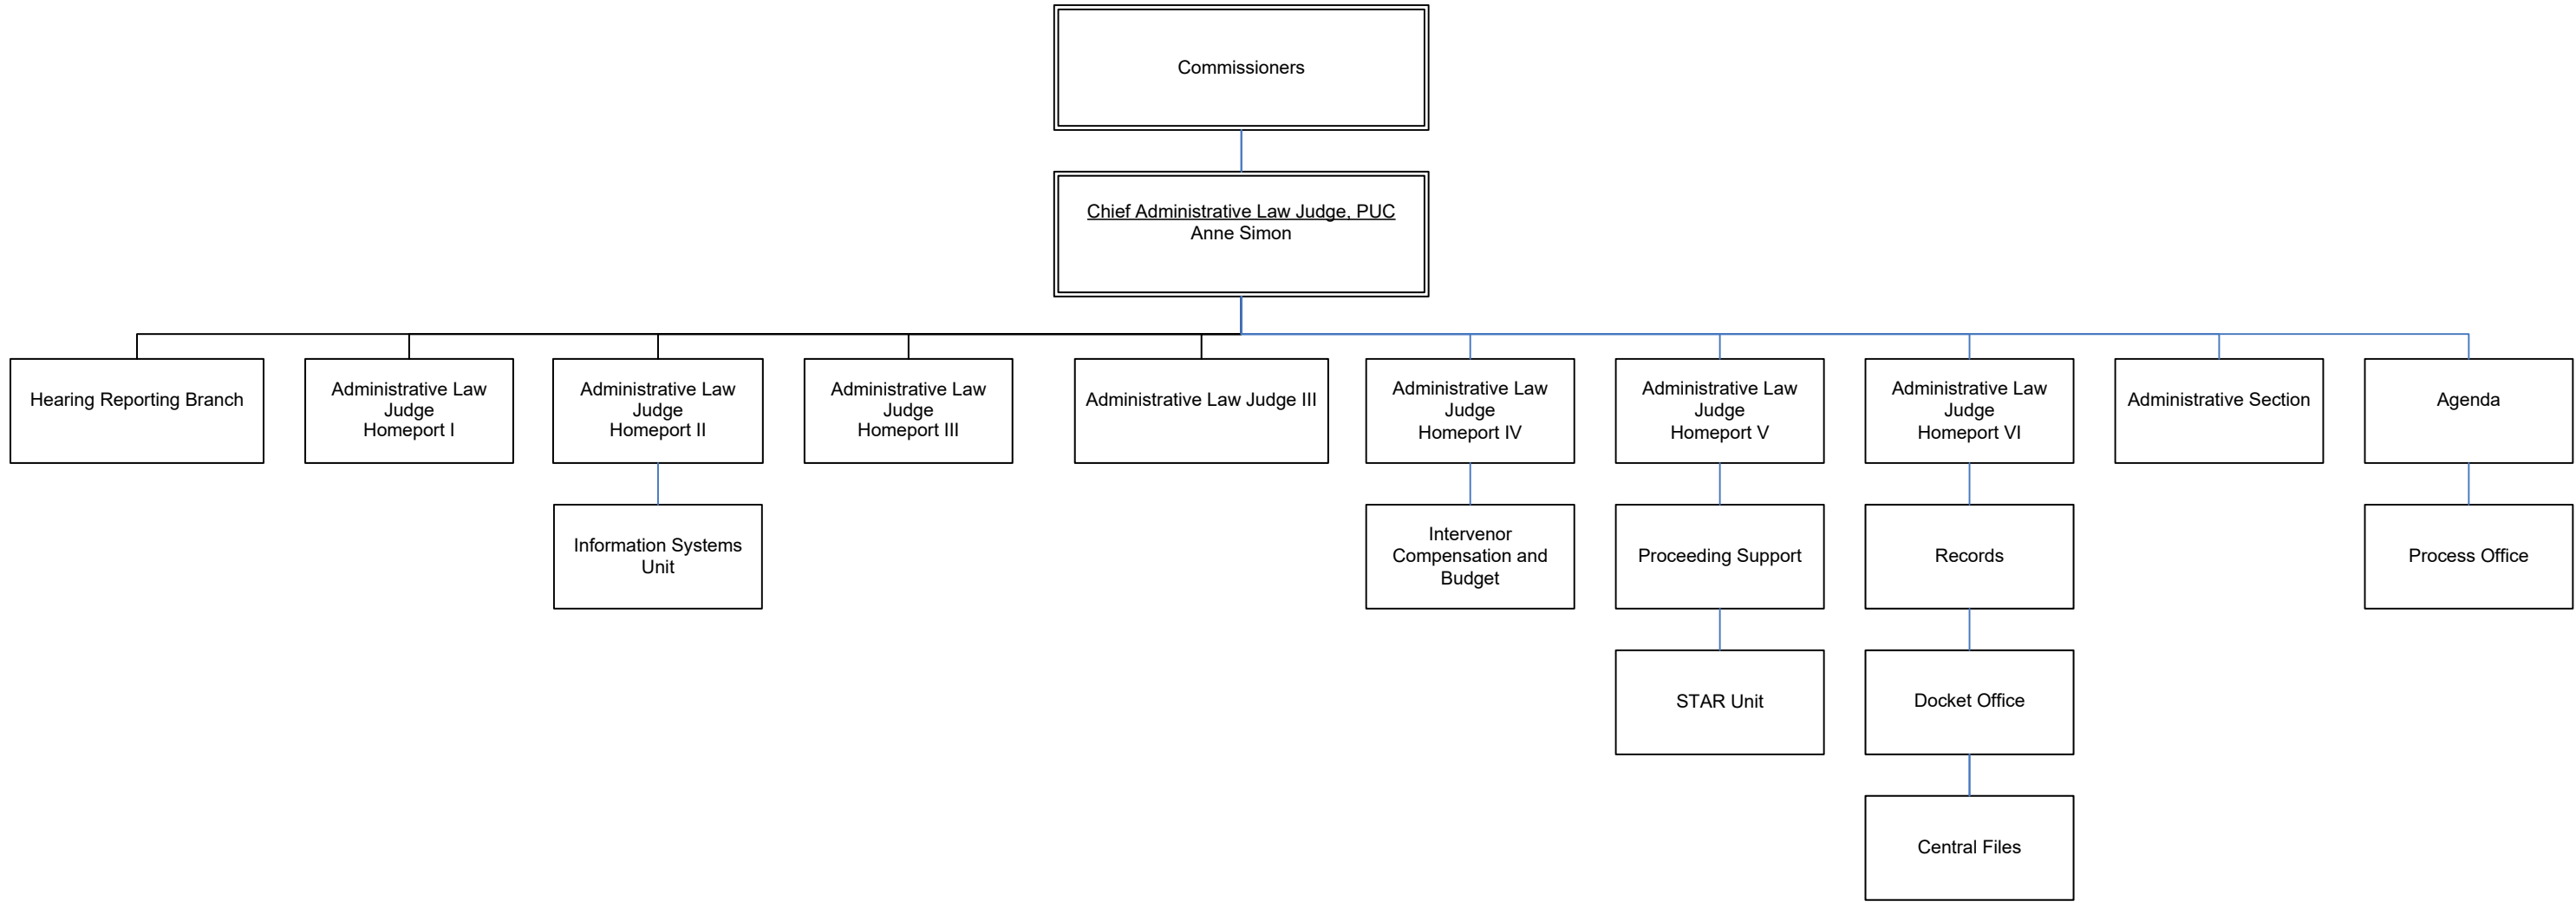 Commissioners
Chief Administrative Law Judge, PUC
Anne Simon
Hearing Reporting Branch
Administrative Law
Judge
Homeport I
Administrative Law
Judge
Homeport II
Administrative Law
Judge
Homeport III
Administrative Law Judge III
Administrative Law
Judge
Homeport IV
Administrative Law
Judge
Homeport V
Administrative Law
Judge
Homeport VI
Administrative Section
Agenda
Information Systems
Unit
Intervenor
Compensation and
Budget
Proceeding Support
Records
Process Office
STAR Unit
Docket Office
Central Files